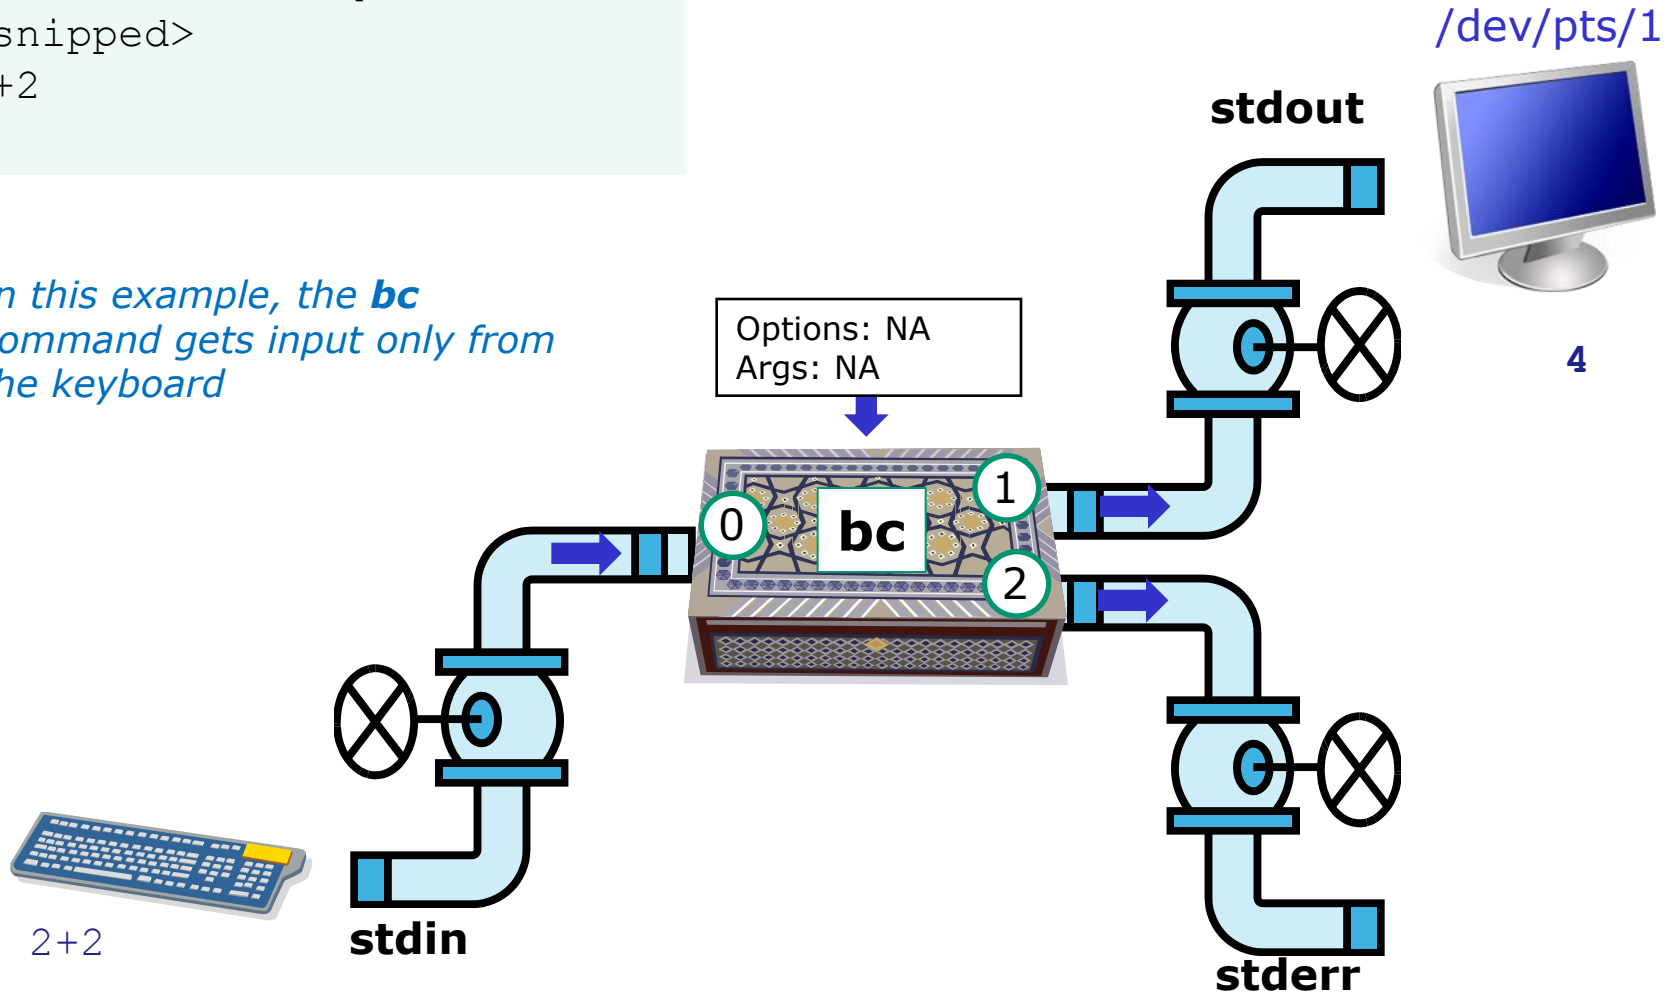 snipped>
+2
/dev/pts/1
stdout
n this example, the bc
ommand gets input only from
he keyboard
Options: NA
Args: NA
4
0
1
bc
2
2+2
stdin
stderr